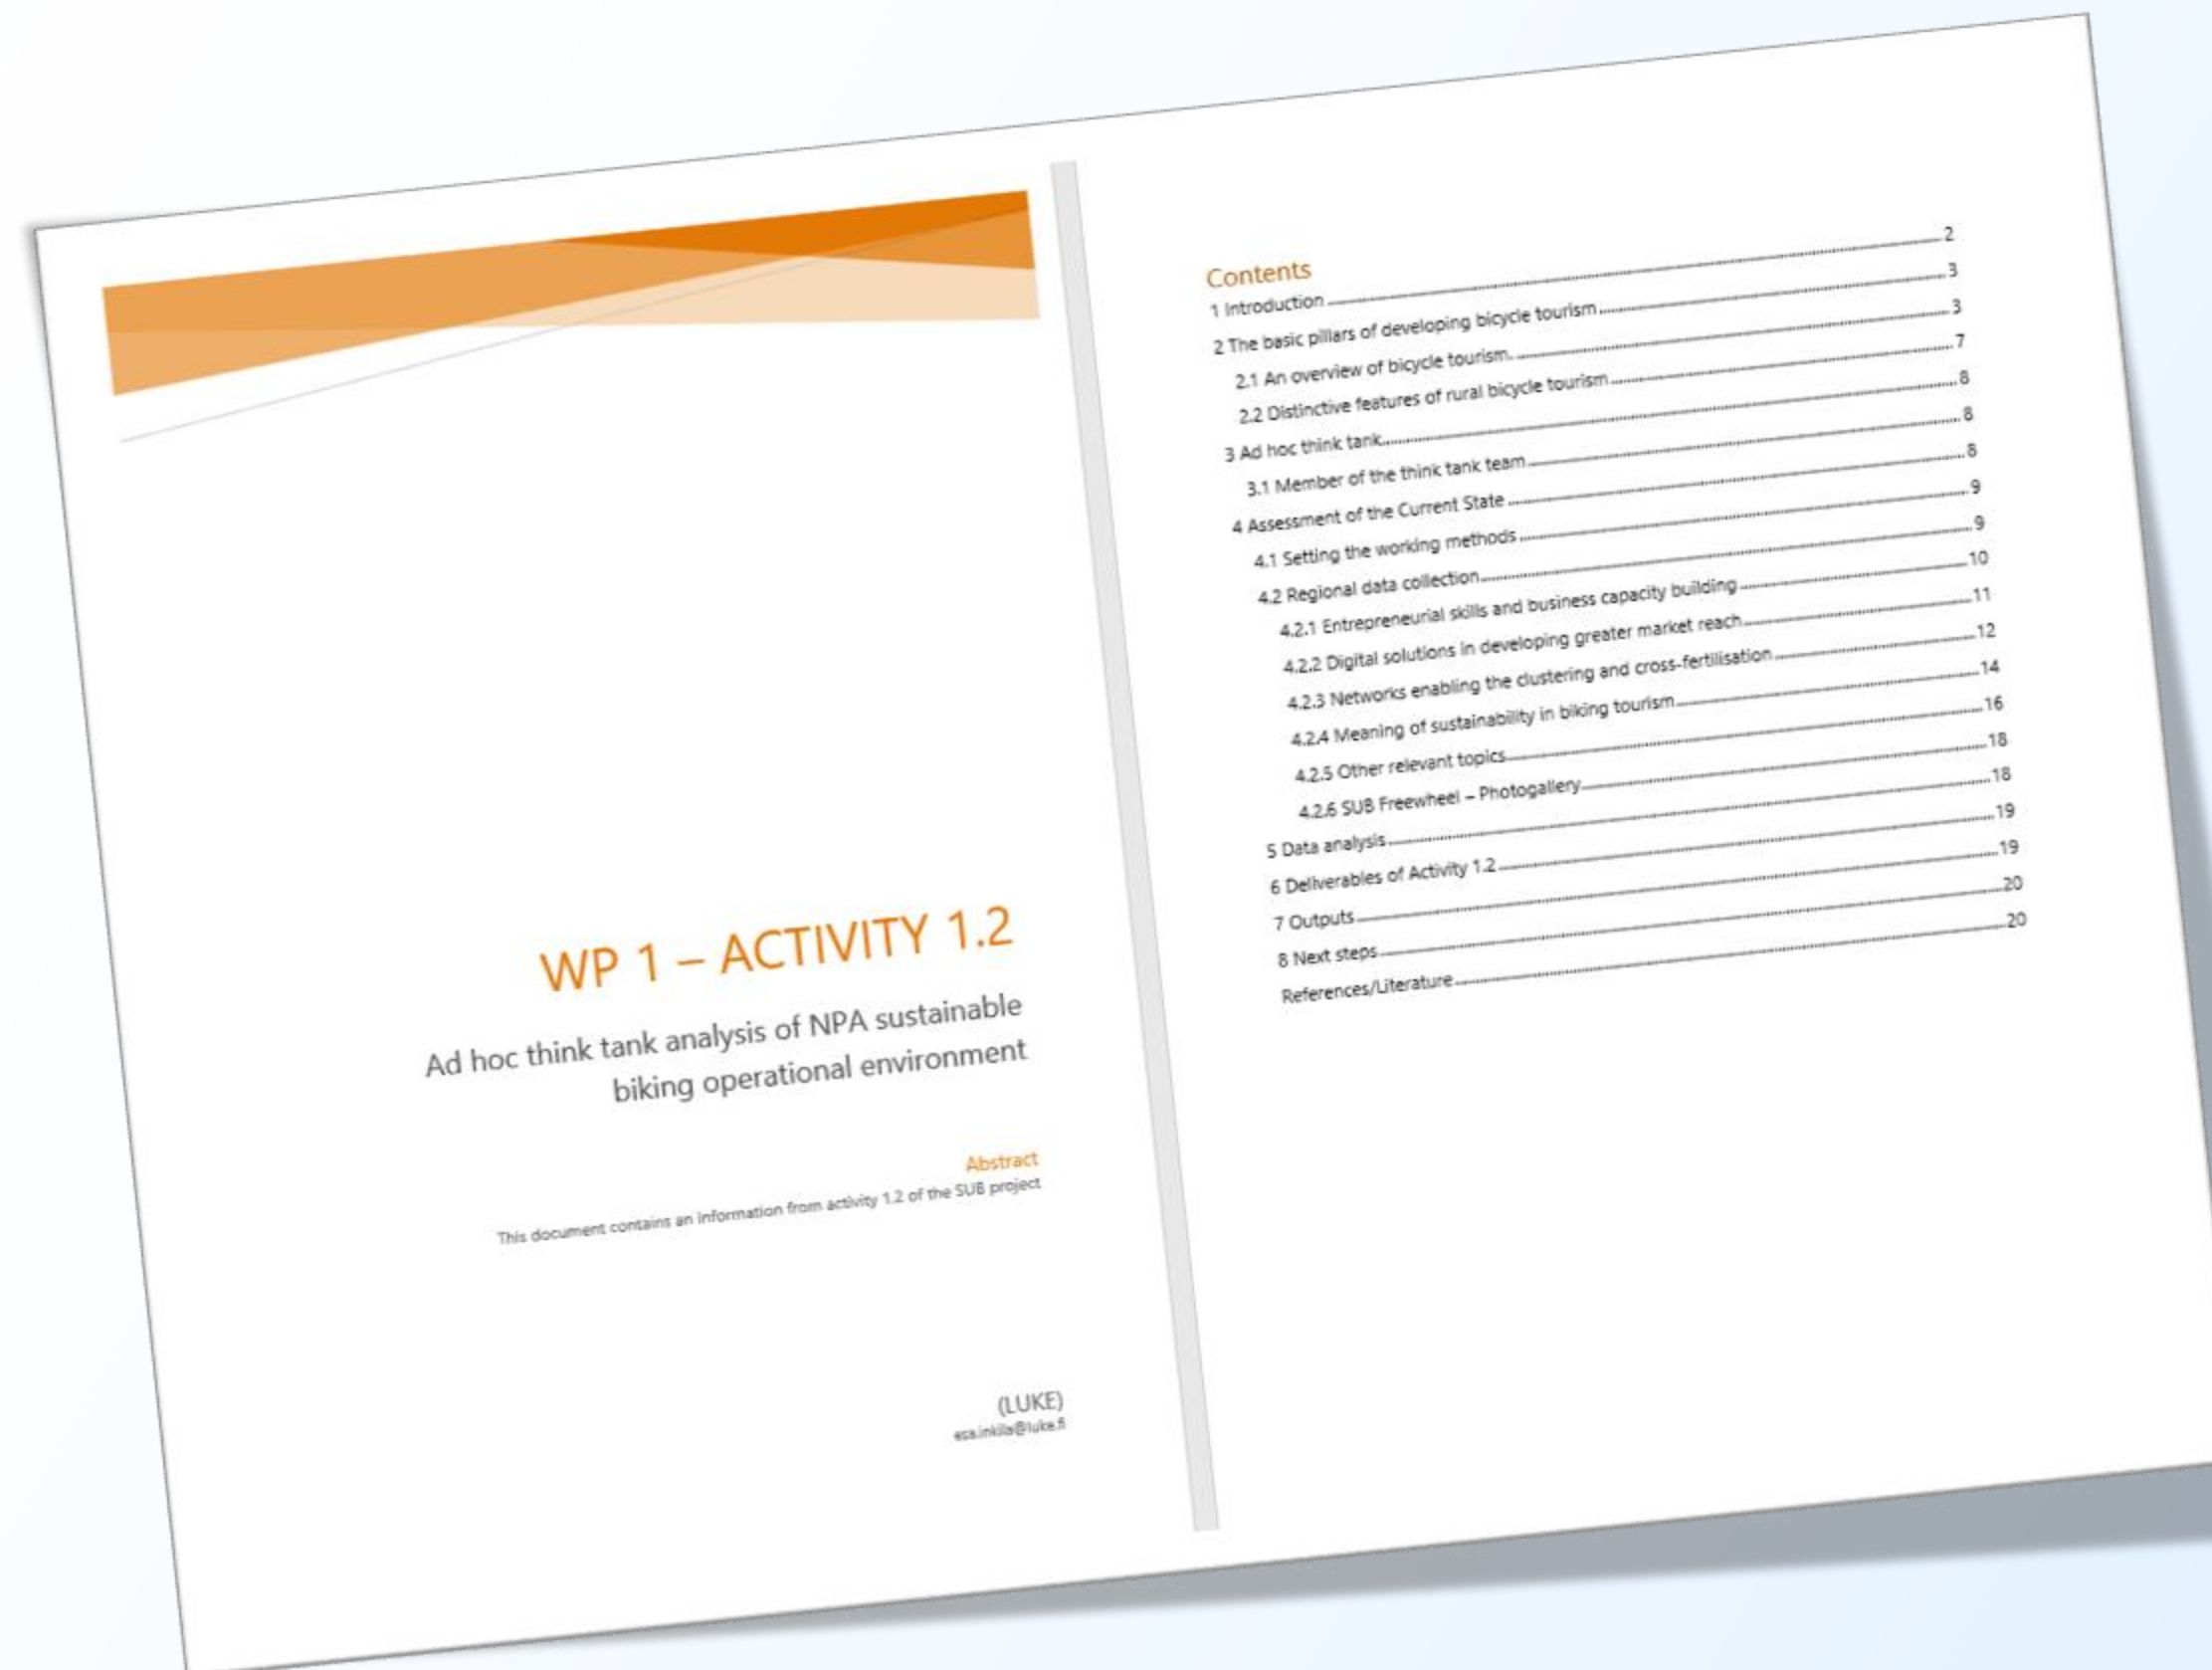 WP 1 – ACTIVITY 1.2
Ad hoc think tank analysis of NPA sustainable
biking operational environment
Abstract
This document contains an information from activity 1.2 of the SUB project
(LUKE)
esa.inkila@luke.fi
Contents
1 Introduction 2
2 The basic pillars of developing bicycle tourism 3
2.1 An overview of bicycle tourism. 3
2.2 Distinctive features of rural bicycle tourism 7
3 Ad hoc think tank 8
3.1 Member of the think tank team 8
4 Assessment of the Current State 8
4.1 Setting the working methods 9
4.2 Regional data collection 9
4.2.1 Entrepreneurial skills and business capacity building 10
4.2.2 Digital solutions in developing greater market reach 11
4.2.3 Networks enabling the clustering and cross-fertilisation 12
4.2.4 Meaning of sustainability in biking tourism 14
4.2.5 Other relevant topics 16
4.2.6 SUB Freewheel – Photogallery 18
5 Data analysis 18
6 Deliverables of Activity 1.2 19
7 Outputs 19
8 Next steps 20
References/Literature 20